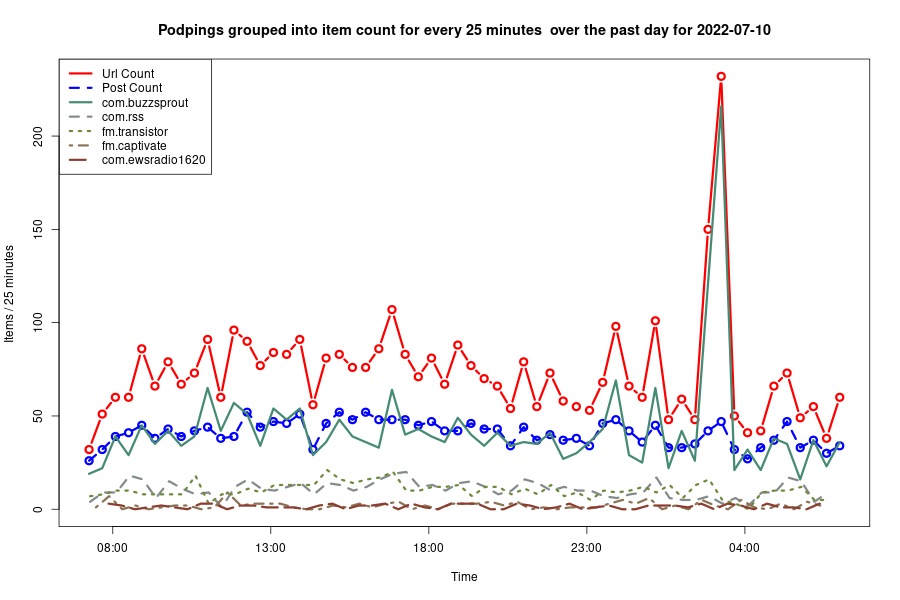 Podpings grouped into item count for every 25 minutes  over the past day for 2022-07-10
Url Count
Post Count
com.buzzsprout
com.rss
fm.transistor
fm.captivate
com.ewsradio1620
Items / 25 minutes
200
150
100
50
0
08:00 13:00 18:00 23:00 04:00
Time